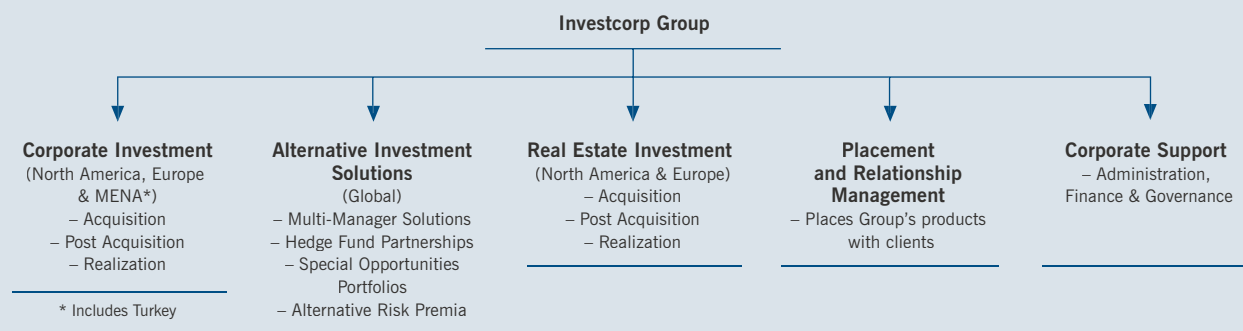 Investcorp Group
Corporate Investment
(North America, Europe
& MENA*)
– Acquisition
– Post Acquisition
– Realization
* Includes Turkey
Alternative Investment
Solutions
(Global)
– Multi-Manager Solutions
– Hedge Fund Partnerships
– Special Opportunities
Portfolios
– Alternative Risk Premia
Real Estate Investment
(North America & Europe)
– Acquisition
– Post Acquisition
– Realization
Placement
and Relationship
Management
– Places Group’s products
with clients
Corporate Support
– Administration,
Finance & Governance